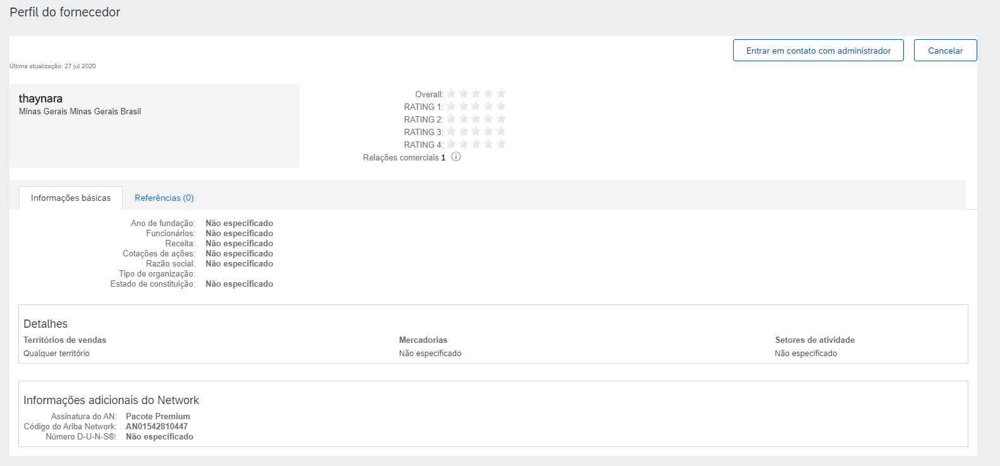 Perfil do fornecedor
Entrar em contato com administrador
Cancelar
Última atualização: 27 jul 2020
thaynara
Minas Gerais Minas Gerais Brasil
Overall:
RATING 1:
RATING 2:
RATING 3:
RATING 4:
Relações comerciais 1
Informações básicas
Referências (0)
Ano de fundação: Não especificado
Funcionários: Não especificado
Receita: Não especificado
Cotações de ações: Não especificado
Razão social: Não especificado
Tipo de organização:
Estado de constituição: Não especificado
Detalhes
Territórios de vendas
Qualquer território
Mercadorias
Não especificado
Setores de atividade
Não especificado
Informações adicionais do Network
Assinatura do AN: Pacote Premium
Código do Ariba Network: AN01542810447
Número D-U-N-S®: Não especificado